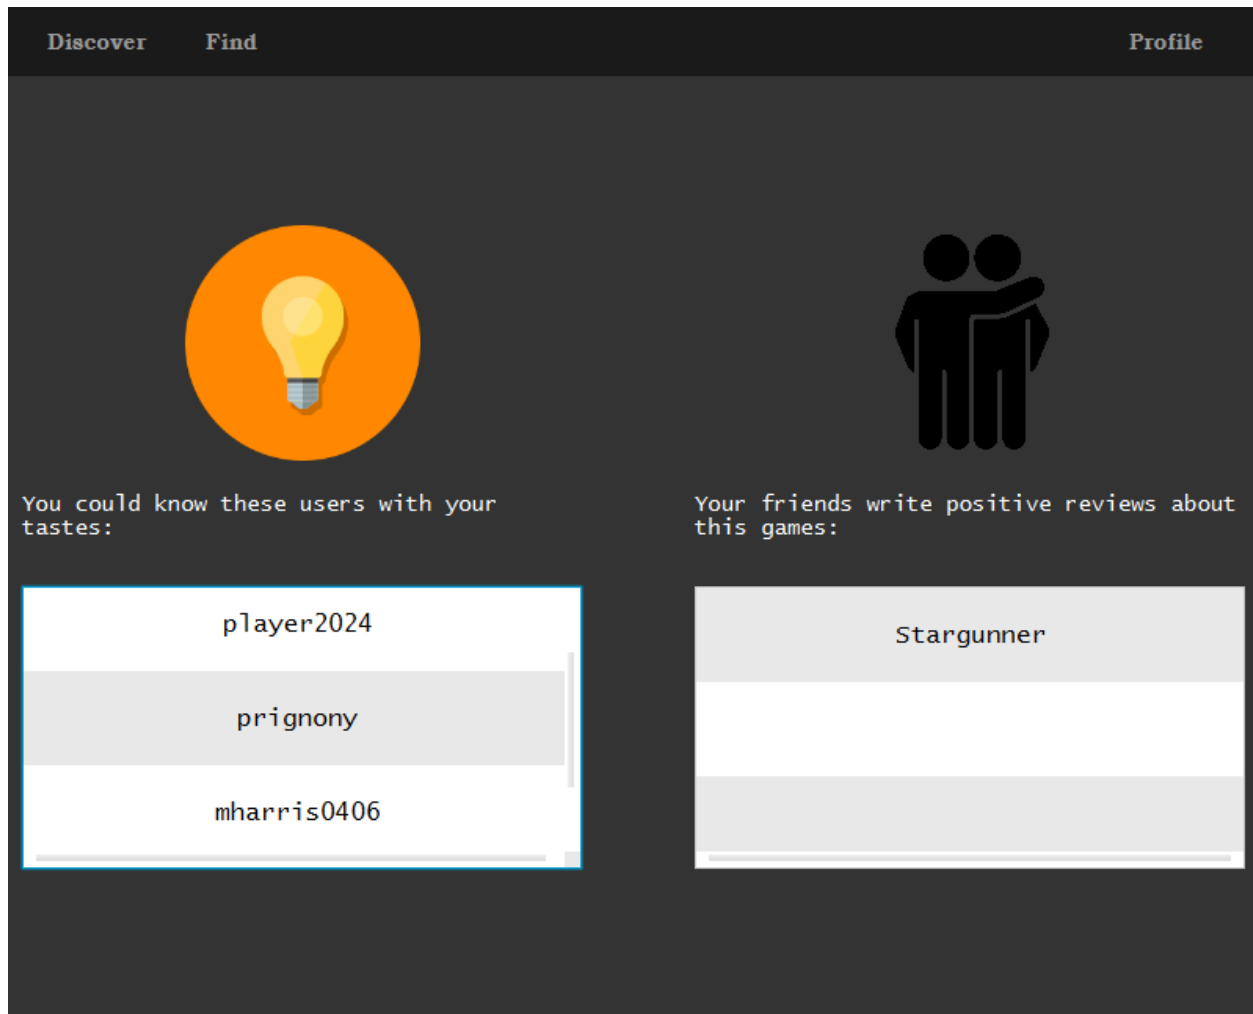 Discover Find Profile
You could know these users with your
tastes:
player2024
prignony
mharris0406
Your friends write positive reviews about
this games:
Stargunner